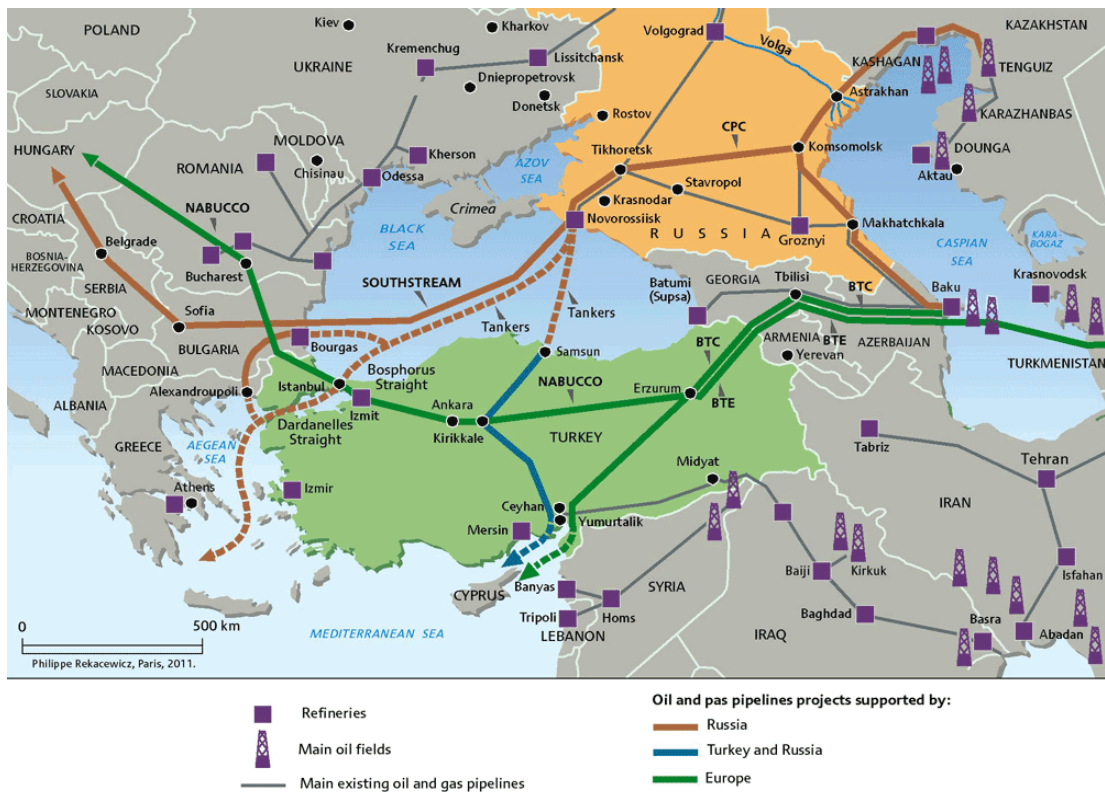 POLAND
Kiev
Kharkov
Volgograd
Volga
KAZAKHSTAN
Kremenchug
Lissitchansk
KASHAGAN
TENGUIZ
UKRAINE
Dniepropetrovsk
SLOVAKIA
Donetsk
Astrakhan
KARAZHANBAS
Rostov
MOLDOVA
CPC
HUNGARY
ROMANIA
Chisinau
Odessa
Kherson
AZOV
SEA
Tikhoretsk
Komsomolsk
DOUNGA
Aktau
Stavropol
Krasnodar
Crimea
NABUCCO
CROATIA
Novorossiisk
RUSSIA
Groznyi
Makhatchkala
BLACK
SEA
Belgrade
BOSNIA-
HERZEGOVINA
Bucharest
CASPIAN
SEA
KARA-
BOGAZ
SERBIA
SOUTHSTREAM
GEORGIA
Tbilisi
BTC
Krasnovodsk
Batumi
(Supsa)
Baku
MONTENEGRO
KOSOVO
Sofia
Tankers
Tankers
BULGARIA
Bourgas
ARMENIA
BTE
AZERBAIJAN
Yerevan
BTC
Samsun
TURKMENISTAN
MACEDONIA
Bosphorus
Straight
Istanbul
NABUCCO
Erzurum
BTE
Alexandroupoli
Izmit
Ankara
ALBANIA
Dardanelles
Straight
Kirikkale
TURKEY
GREECE
AEGEAN
SEA
Tabriz
Tehran
Midyat
Athens
Izmir
IRAN
Ceyhan
Yumurtalik
Mersin
SYRIA
Baiji
Kirkuk
Isfahan
CYPRUS
Banyas
Tripoli
Homs
LEBANON
Baghdad
Basra
Abadan
IRAQ
MEDITERRANEAN SEA
0
500 km
Philippe Rekacewicz, Paris, 2011.
Refineries
Main oil fields
Main existing oil and gas pipelines
Oil and pas pipelines projects supported by:
Russia
Turkey and Russia
Europe